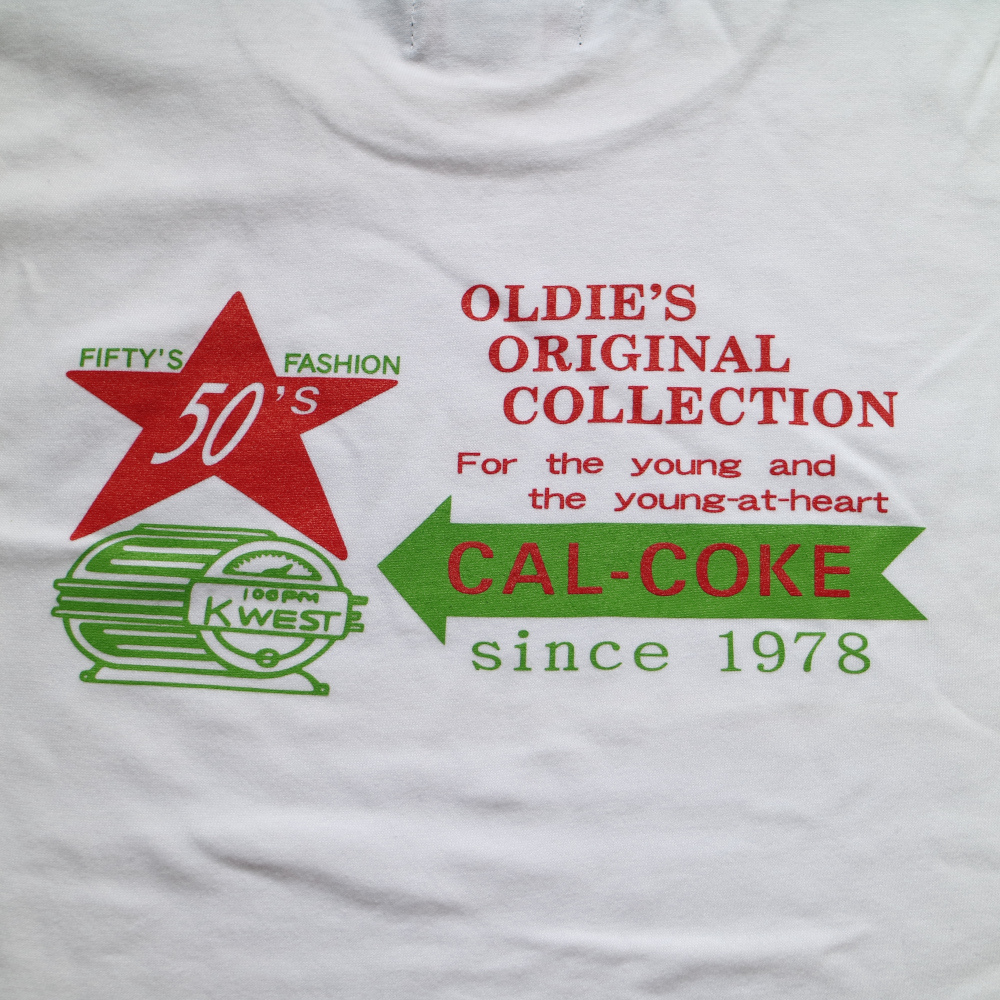 FIFTY'S FASHION
50'S
106PM
KWEST
OLDIE'S
ORIGINAL
COLLECTION
For the young and
the young-at-heart
CAL-COKE
since 1978